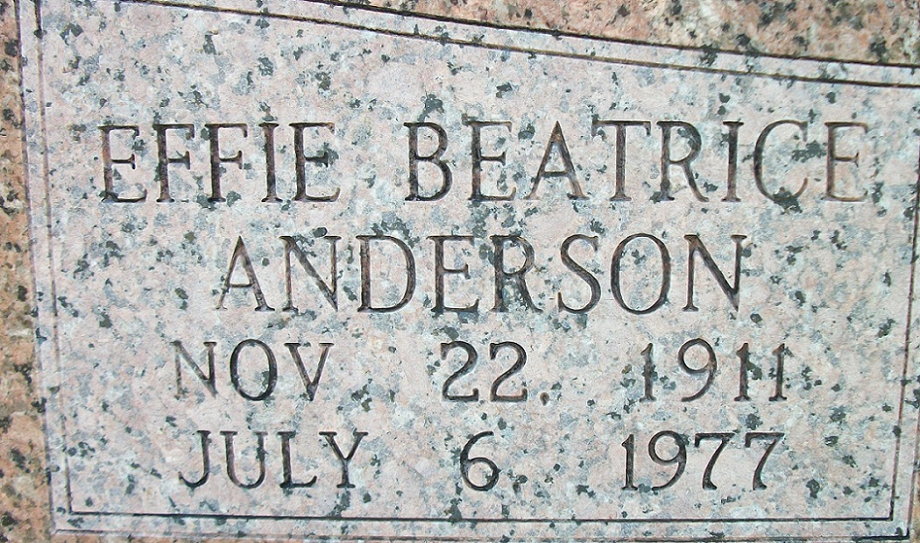 EFFIE BEATRICE
ANDERSON
NOV 22, 1911
JULY 6 1977